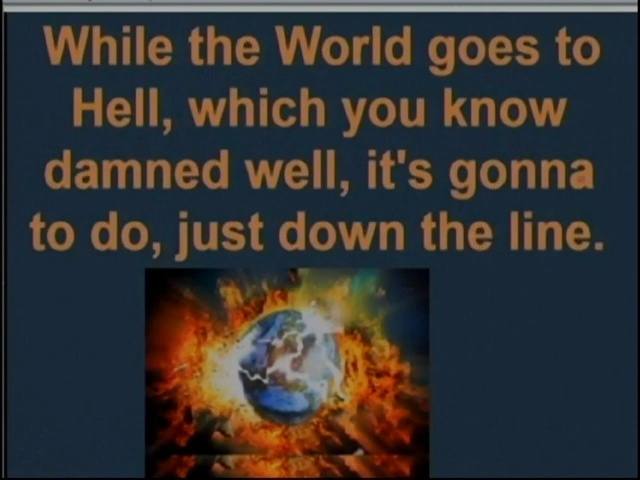 While the World goes to
Hell, which you know
damned well, it's gonna
to do, just down the line.